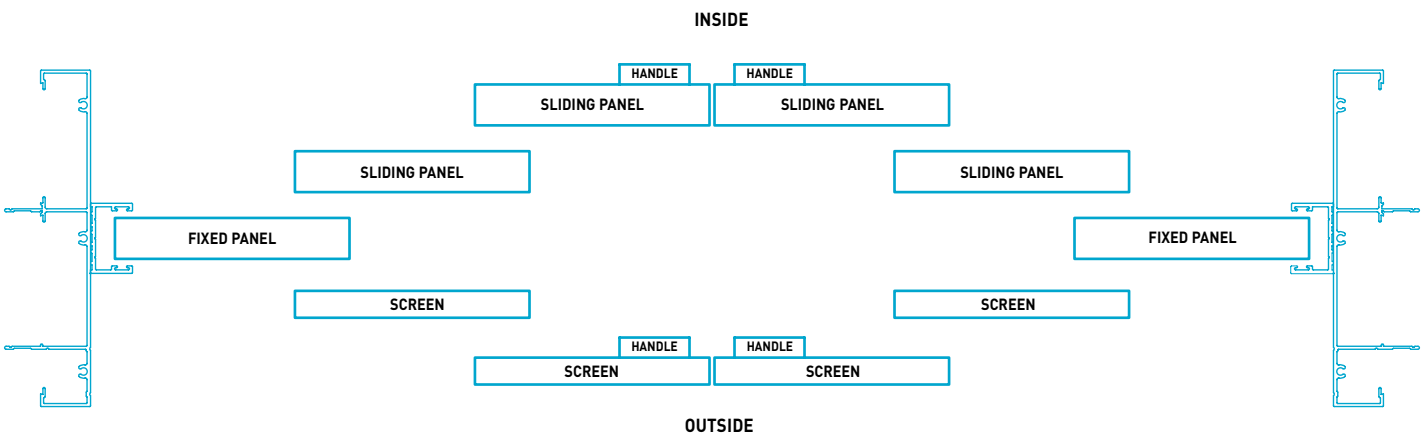 INSIDE
HANDLE HANDLE
SLIDING PANEL SLIDING PANEL
SLIDING PANEL SLIDING PANEL
FIXED PANEL FIXED PANEL
SCREEN SCREEN
HANDLE HANDLE
SCREEN SCREEN
OUTSIDE